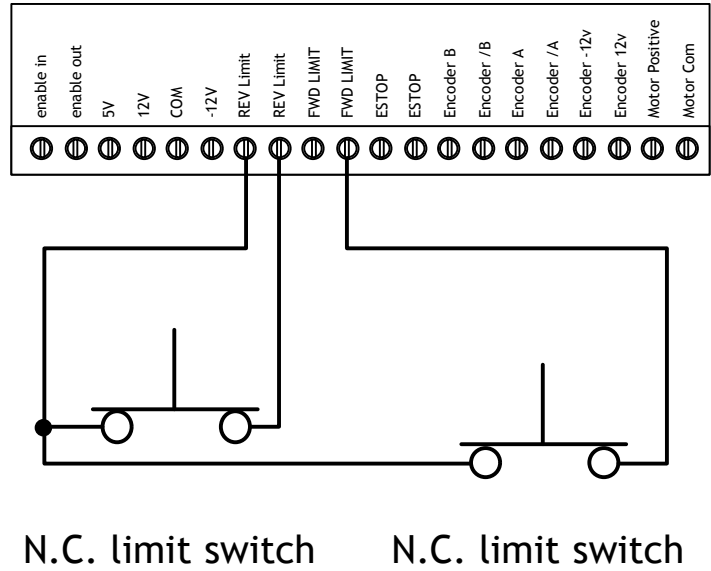 enable in
enable out
5V
12V
COM
-12V
REV Limit
REV Limit
FWD LIMIT
FWD LIMIT
ESTOP
ESTOP
Encoder B
Encoder /B
Encoder A
Encoder /A
Encoder -12v
Encoder 12v
Motor Positive
Motor Com
N.C. limit switch
N.C. limit switch